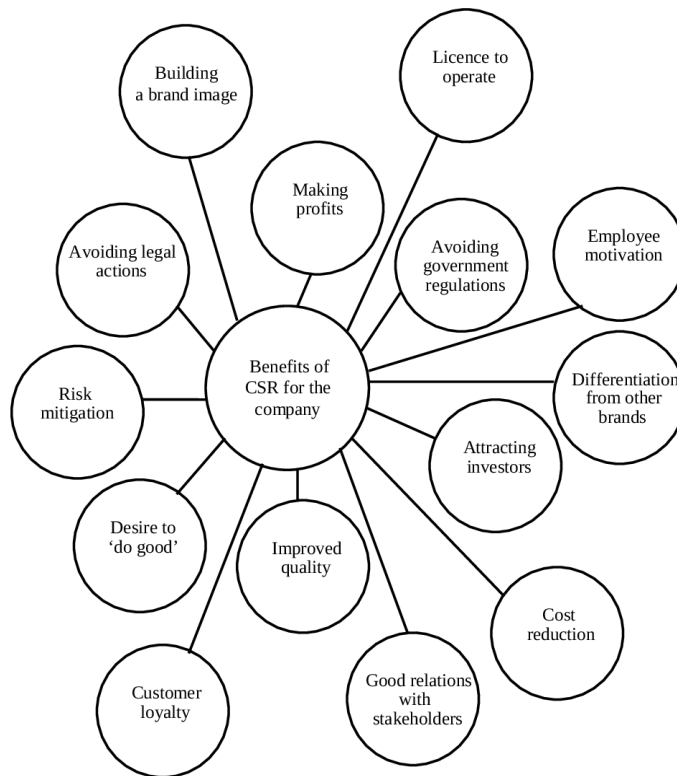 Building
a brand image
Licence to
operate
Making
profits
Avoiding legal
actions
Avoiding
government
regulations
Employee
motivation
Benefits of
CSR for the
company
Risk
mitigation
Differentiation
from other
brands
Attracting
investors
Desire to
‘do good’
Improved
quality
Cost
reduction
Customer
loyalty
Good relations
with
stakeholders